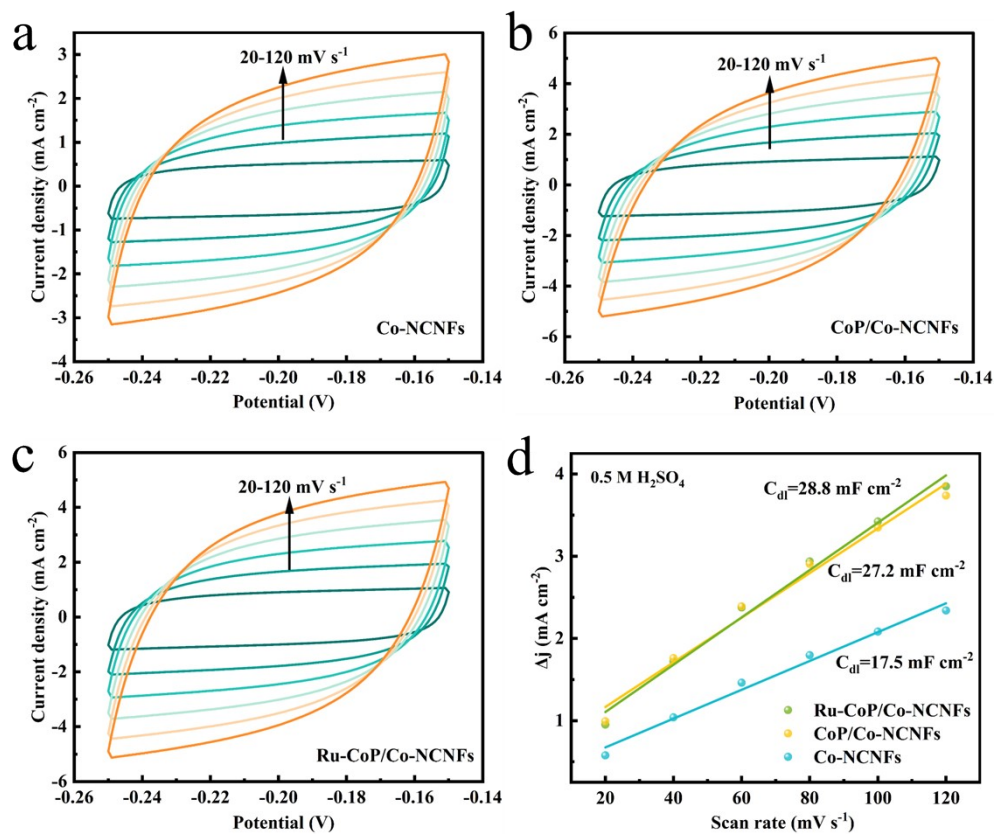 a
20-120 mV s⁻¹
3
2
1
0
-1
-2
-3
-4
Current density (mA cm⁻²)
Co-NCNFs
-0.26 -0.24 -0.22 -0.20 -0.18 -0.16 -0.14
Potential (V)
b
20-120 mV s⁻¹
6
4
2
0
-2
-4
-6
Current density (mA cm⁻²)
CoP/Co-NCNFs
-0.26 -0.24 -0.22 -0.20 -0.18 -0.16 -0.14
Potential (V)
c
20-120 mV s⁻¹
6
4
2
0
-2
-4
-6
Current density (mA cm⁻²)
Ru-CoP/Co-NCNFs
-0.26 -0.24 -0.22 -0.20 -0.18 -0.16 -0.14
Potential (V)
d
0.5 M H₂SO₄
4
3
2
1
Δj (mA cm⁻²)
C_dl=28.8 mF cm⁻²
C_dl=27.2 mF cm⁻²
C_dl=17.5 mF cm⁻²
Ru-CoP/Co-NCNFs
CoP/Co-NCNFs
Co-NCNFs
20 40 60 80 100 120
Scan rate (mV s⁻¹)